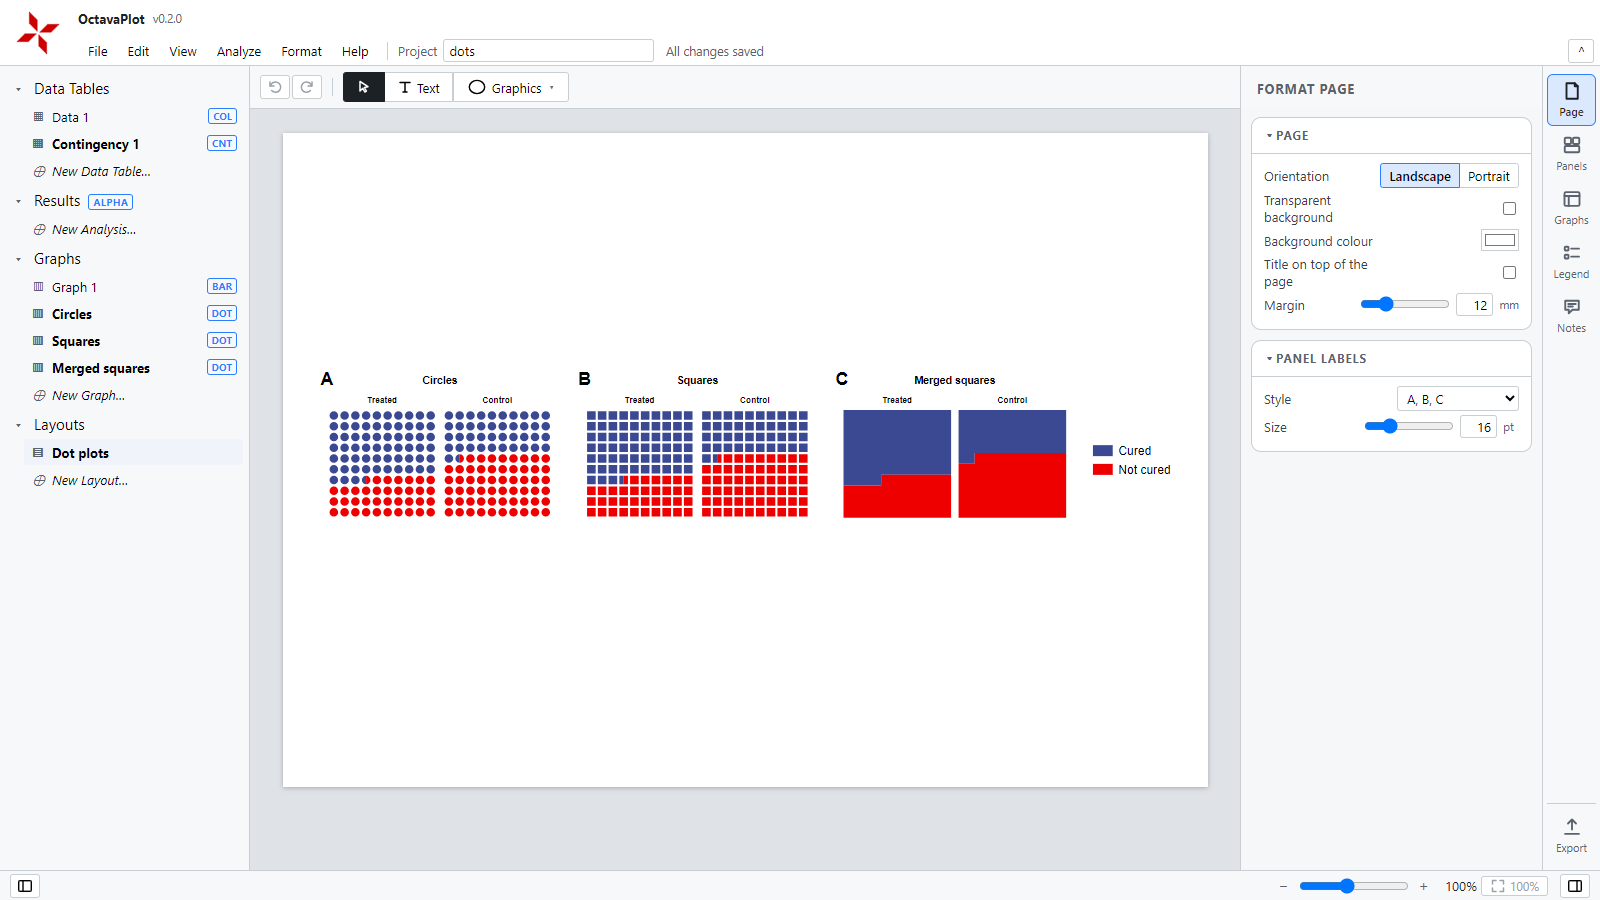 OctavaPlot v0.2.0
File Edit View Analyze Format Help Project dots All changes saved
Data Tables
Data 1 COL
Contingency 1 CNT
New Data Table...
Results ALPHA
New Analysis...
Graphs
Graph 1 BAR
Circles DOT
Squares DOT
Merged squares DOT
New Graph...
Layouts
Dot plots
New Layout...
Text Graphics
A Circles
Treated Control
B Squares
Treated Control
C Merged squares
Treated Control
Cured
Not cured
FORMAT PAGE
PAGE
Orientation Landscape Portrait
Transparent
background
Background colour
Title on top of the
page
Margin 12 mm
PANEL LABELS
Style A, B, C
Size 16 pt
Page
Panels
Graphs
Legend
Notes
Export
− + 100% 100%